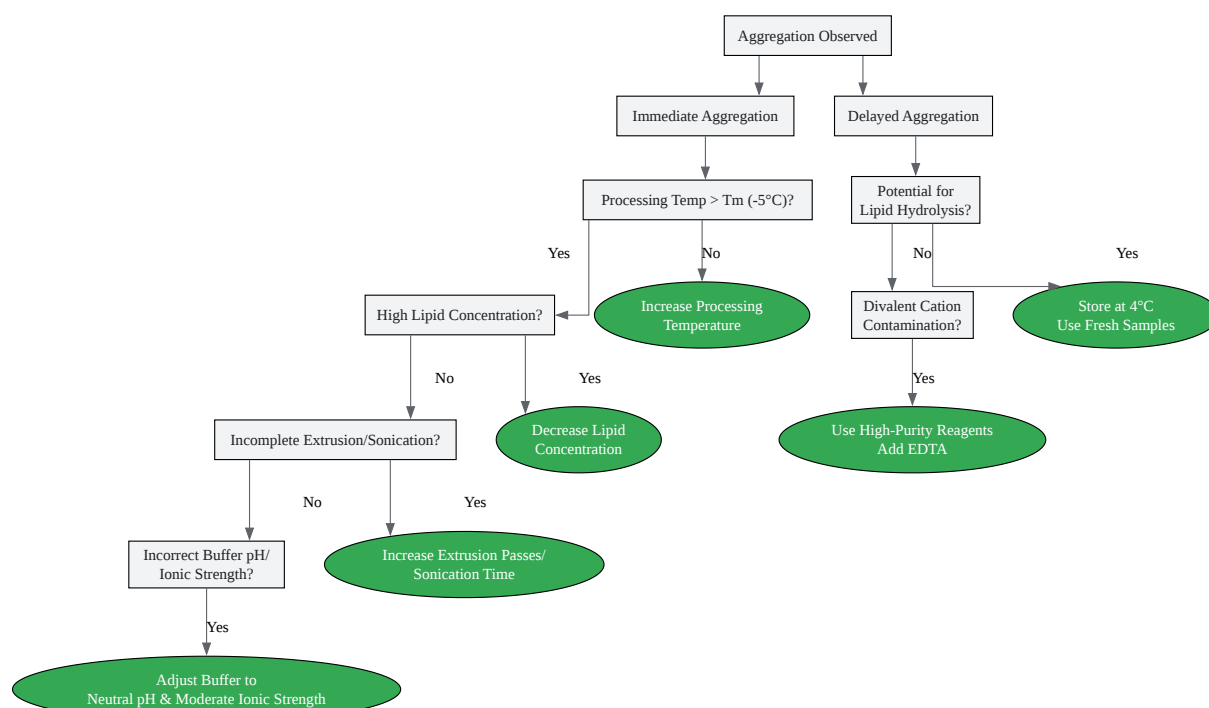 Aggregation Observed
Immediate Aggregation
Delayed Aggregation
Processing Temp > Tm (-5°C)?
Potential for
Lipid Hydrolysis?
Yes
No
No
Yes
High Lipid Concentration?
Increase Processing
Temperature
Divalent Cation
Contamination?
Store at 4°C
Use Fresh Samples
No
Yes
Yes
Incomplete Extrusion/Sonication?
Decrease Lipid
Concentration
Use High-Purity Reagents
Add EDTA
No
Yes
Incorrect Buffer pH/
Ionic Strength?
Increase Extrusion Passes/
Sonication Time
Yes
Adjust Buffer to
Neutral pH & Moderate Ionic Strength